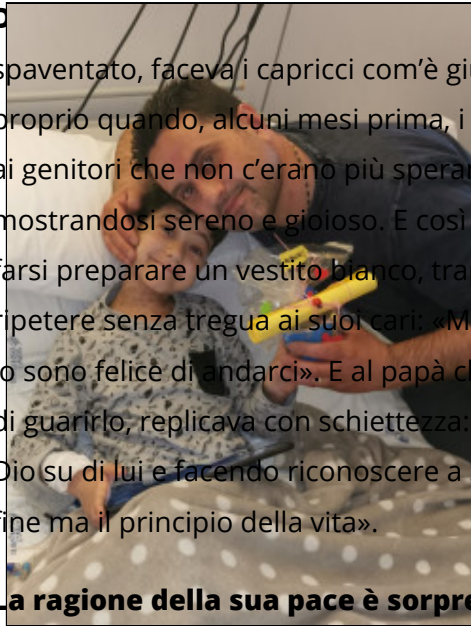 spaventato, faceva i capricci com'è giu
proprio quando, alcuni mesi prima, i
ai genitori che non c'erano più speran
mostrandosi sereno e gioioso. E così
farsi preparare un vestito bianco, tra
ripetere senza tregua ai suoi cari: «M
o sono felice di andarci». E al papà ch
di guarirlo, replicava con schiettezza:
Dio su di lui e facendo riconoscere a
fine ma il principio della vita».
La ragione della sua pace è sorpre